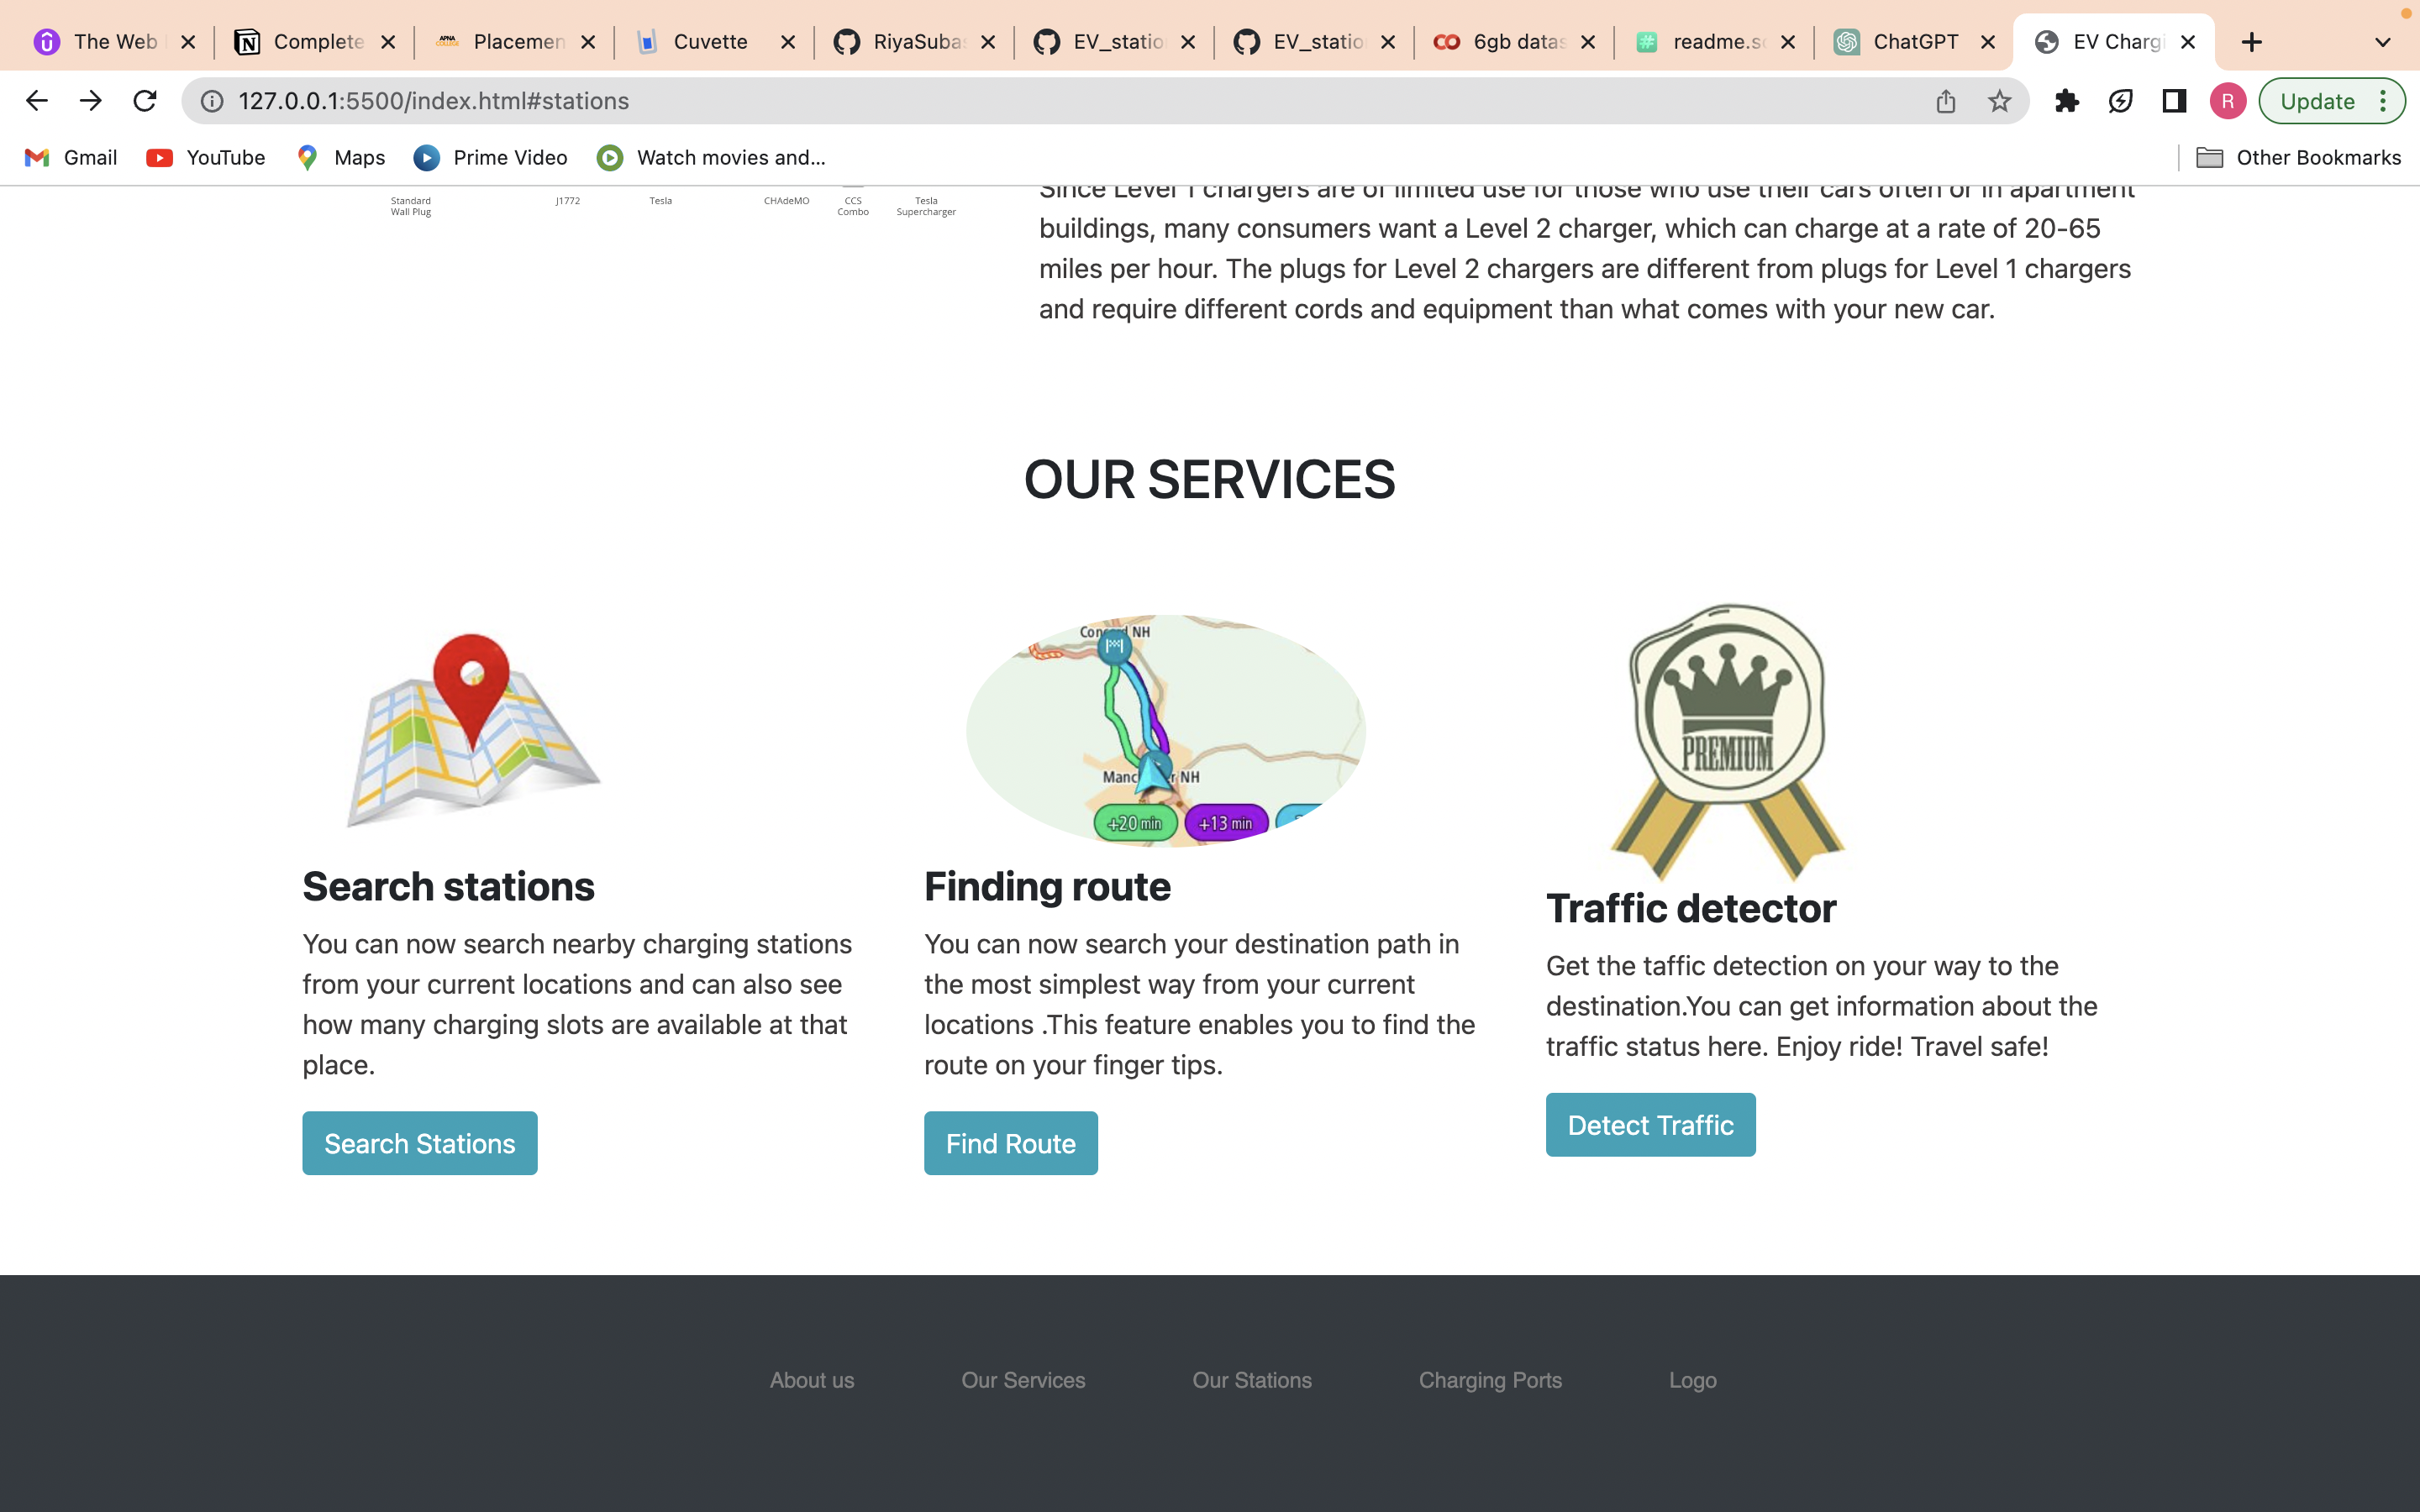 The Web
Complete
Placemen
Cuvette
RiyaSubas
EV_statio
EV_statio
6gb datas
readme.so
ChatGPT
EV Chargi
127.0.0.1:5500/index.html#stations
R
Update
Gmail
YouTube
Maps
Prime Video
Watch movies and...
Other Bookmarks
Standard
Wall Plug
J1772
Tesla
CHAdeMO
CCS
Combo
Tesla
Supercharger
Since Level 1 chargers are of limited use for those who use their cars often or in apartment
buildings, many consumers want a Level 2 charger, which can charge at a rate of 20-65
miles per hour. The plugs for Level 2 chargers are different from plugs for Level 1 chargers
and require different cords and equipment than what comes with your new car.
OUR SERVICES
NH
NH
+20 min
+13 min
PREMIUM
Search stations
You can now search nearby charging stations
from your current locations and can also see
how many charging slots are available at that
place.
Search Stations
Finding route
You can now search your destination path in
the most simplest way from your current
locations .This feature enables you to find the
route on your finger tips.
Find Route
Traffic detector
Get the taffic detection on your way to the
destination.You can get information about the
traffic status here. Enjoy ride! Travel safe!
Detect Traffic
About us
Our Services
Our Stations
Charging Ports
Logo